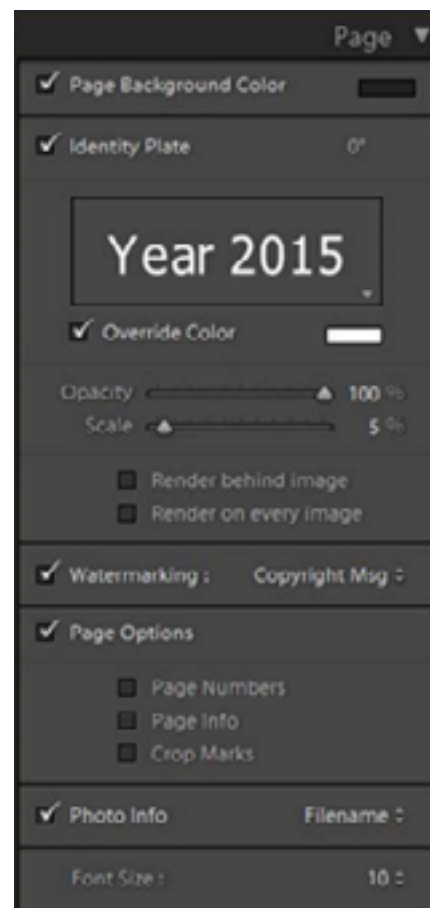 Page
Page Background Color
Identity Plate 0°
Year 2015
Override Color
Opacity 100 %
Scale 5 %
Render behind image
Render on every image
Watermarking : Copyright Msg
Page Options
Page Numbers
Page Info
Crop Marks
Photo Info Filename
Font Size : 10